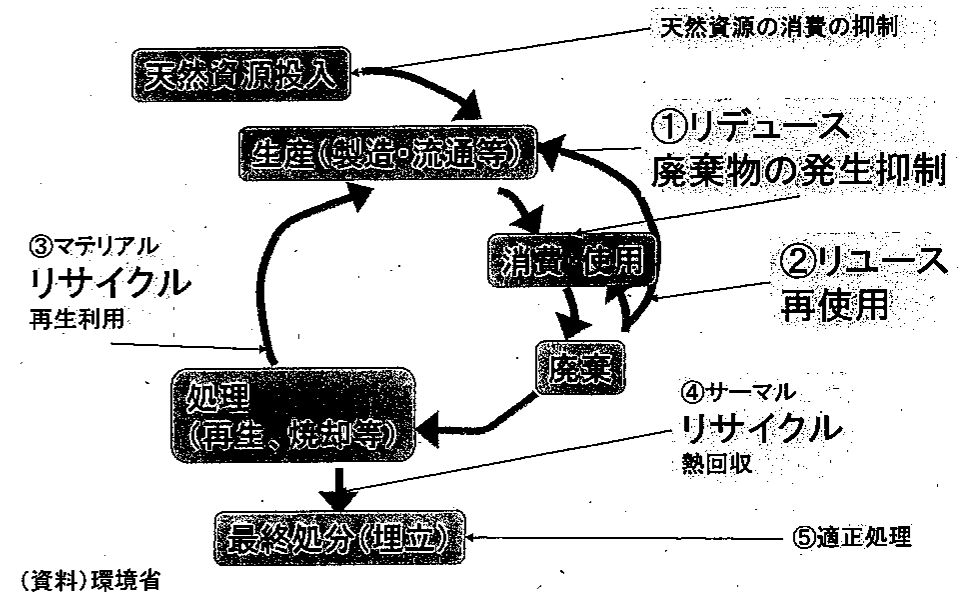 天然資源の消費の抑制
天然資源投入
①リデュース
廃棄物の発生抑制
生産(製造・流通等)
消費・使用
②リユース
再使用
③マテリアル
リサイクル
再生利用
廃棄
処理
(再生、焼却等)
④サーマル
リサイクル
熱回収
最終処分(埋立)
⑤適正処理
(資料)環境省